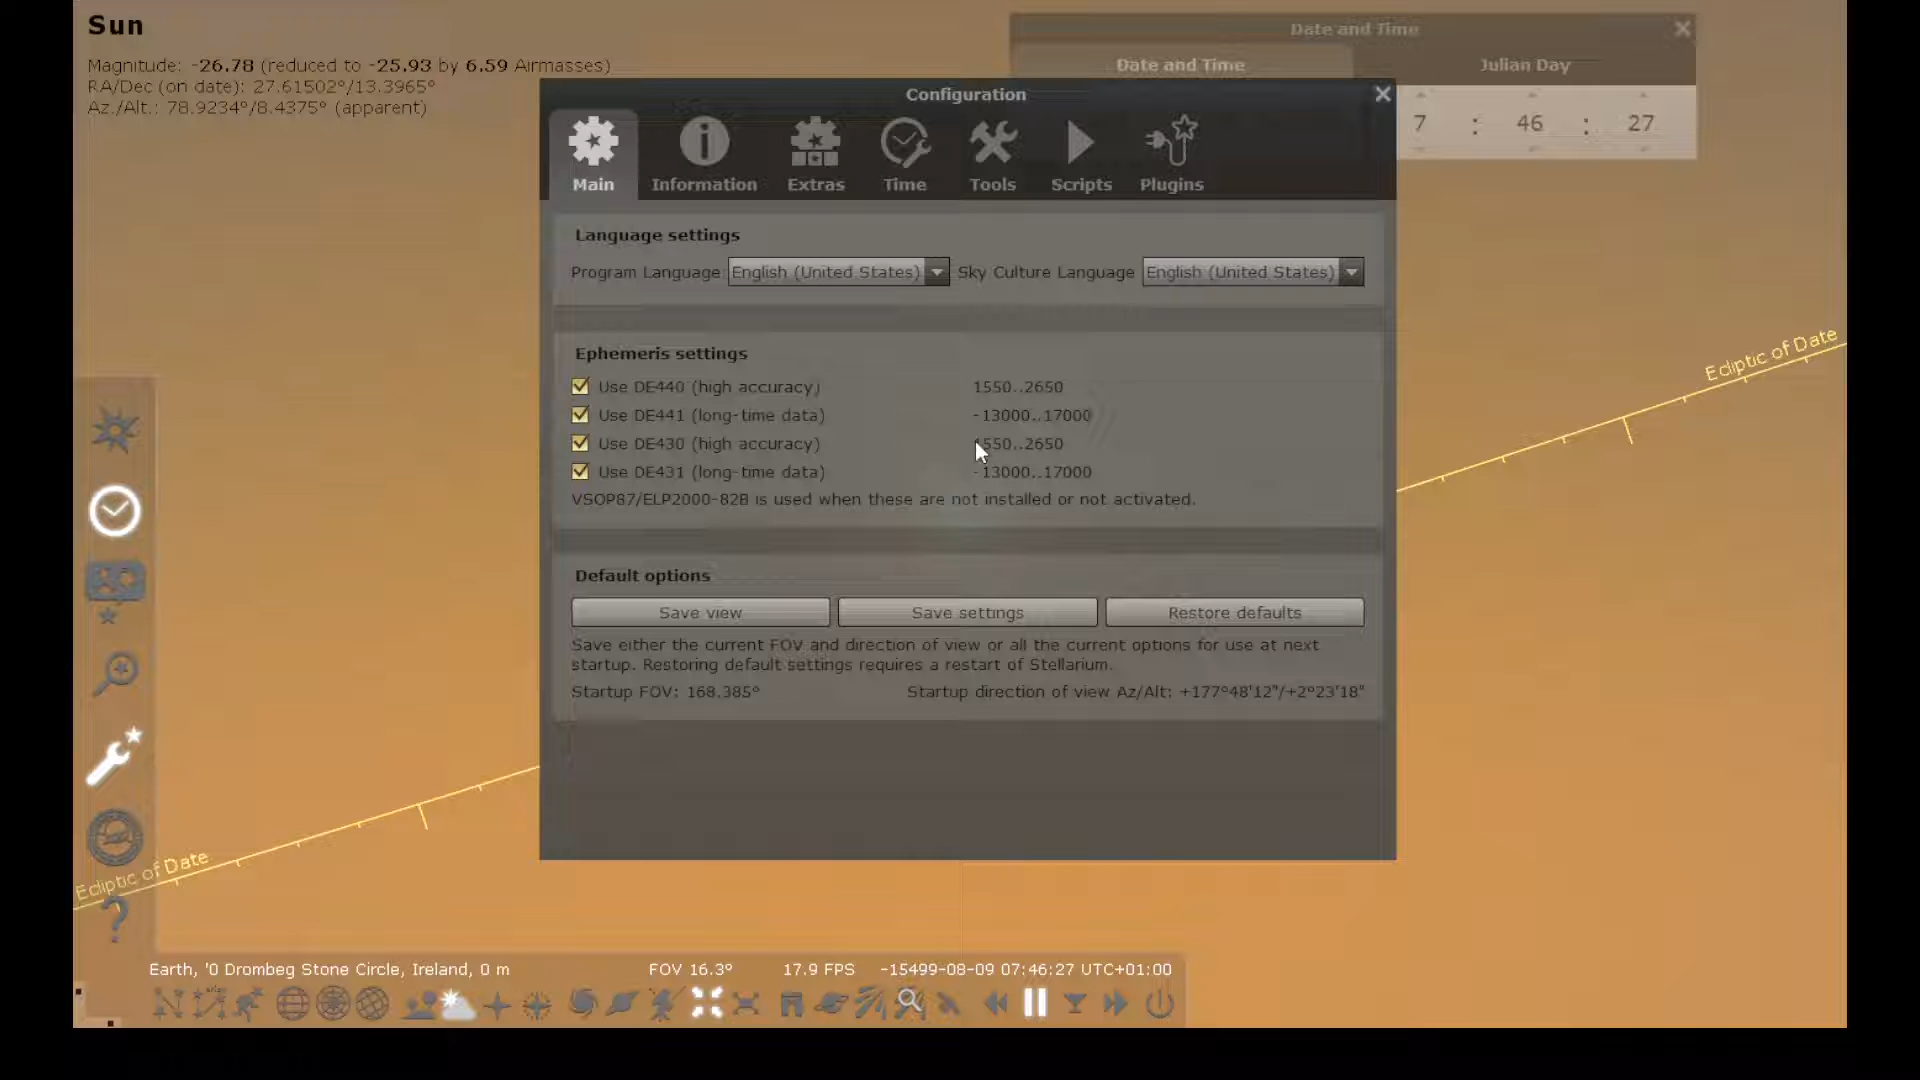 Sun
Magnitude: -26.78 (reduced to -25.93 by 6.59 Airmasses)
RA/Dec (on date): 27.61502°/13.3965°
Az./Alt.: 78.9234°/8.4375° (apparent)
Date and Time
Date and Time Julian Day
7 : 46 : 27
Configuration
Main Information Extras Time Tools Scripts Plugins
Language settings
Program Language English (United States) Sky Culture Language English (United States)
Ephemeris settings
Use DE440 (high accuracy) 1550..2650
Use DE441 (long-time data) -13000..17000
Use DE430 (high accuracy) 1550..2650
Use DE431 (long-time data) -13000..17000
VSOP87/ELP2000-82B is used when these are not installed or not activated.
Default options
Save view Save settings Restore defaults
Save either the current FOV and direction of view or all the current options for use at next
startup. Restoring default settings requires a restart of Stellarium.
Startup FOV: 168.385° Startup direction of view Az/Alt: +177°48'12"/+2°23'18"
Ecliptic of Date
Ecliptic of Date
Earth, '0 Drombeg Stone Circle, Ireland, 0 m FOV 16.3° 17.9 FPS -15499-08-09 07:46:27 UTC+01:00